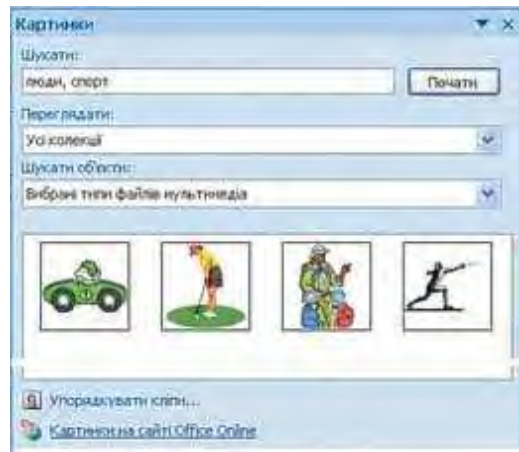 Картинки
Шукати:
люди, спорт
Почати
Переглядати:
Усі колекції
Шукати об'єкти:
Вибрані типи файлів мультимедіа
Упорядкувати кліпи...
Картинки на сайті Office Online